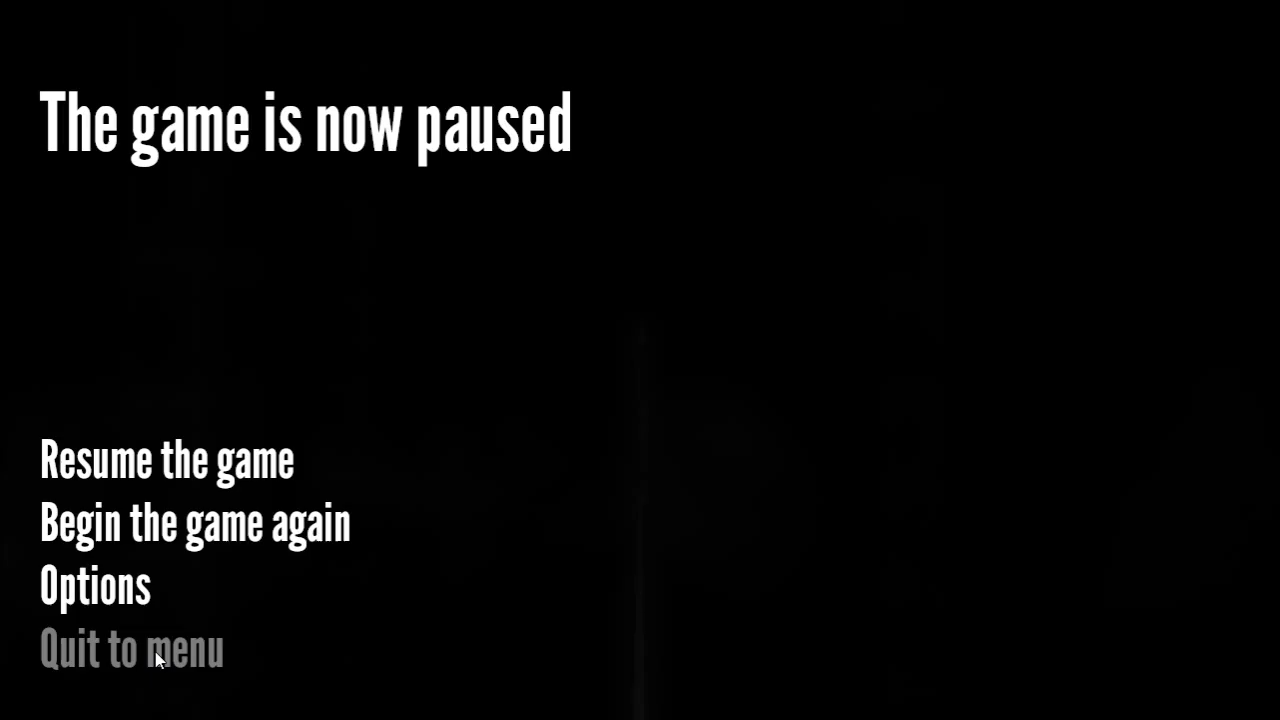 The game is now paused
Resume the game
Begin the game again
Options
Quit to menu